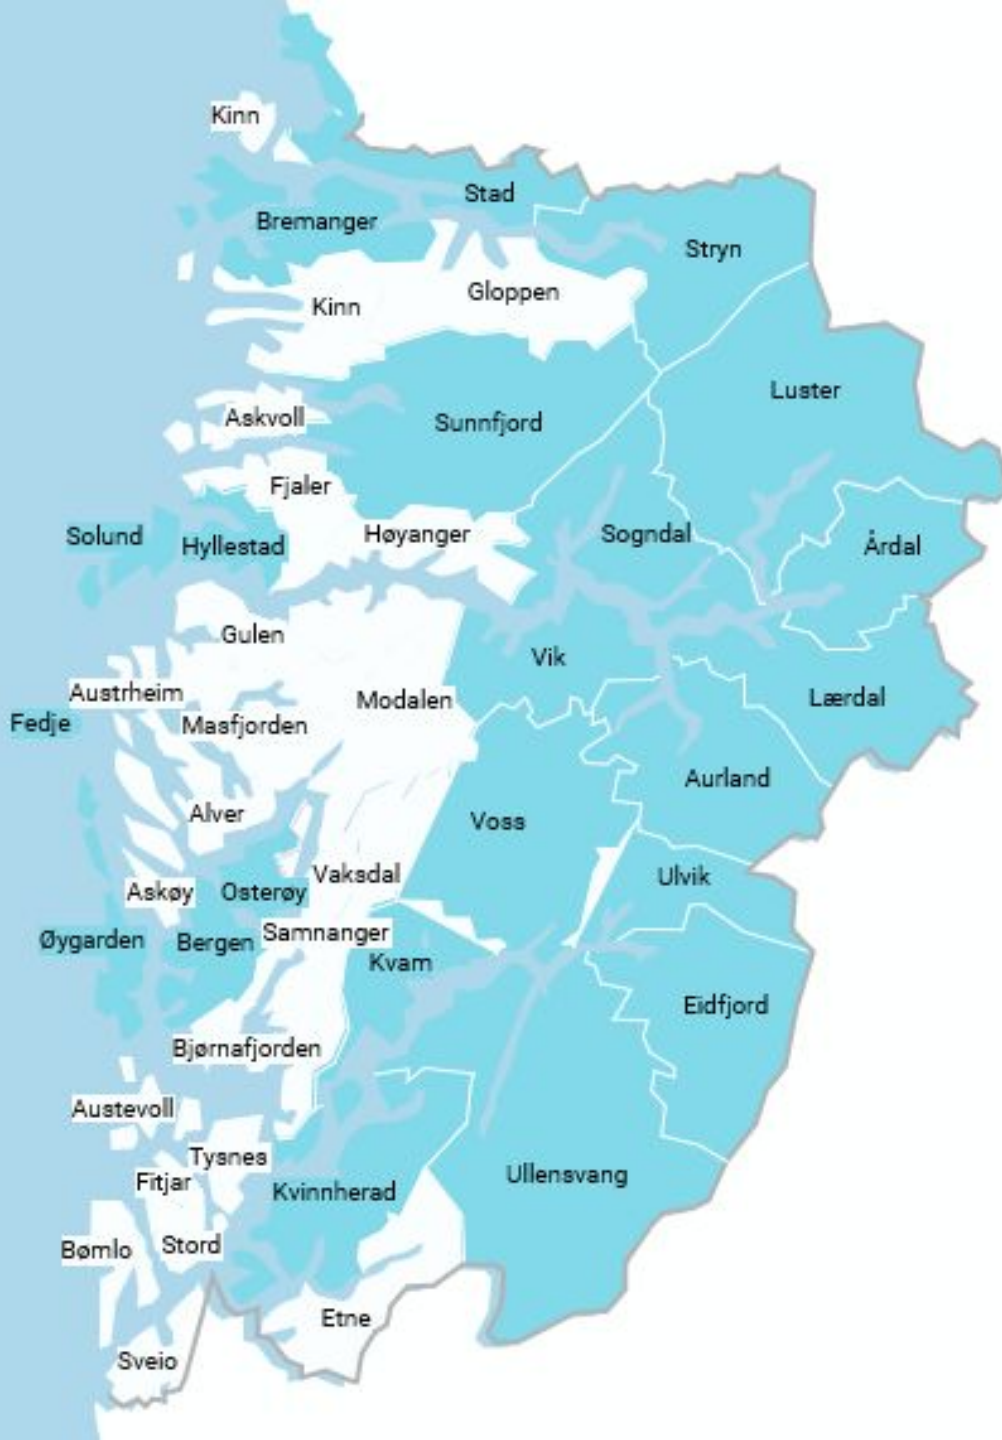 Kinn
Stad
Bremanger
Stryn
Gloppen
Kinn
Luster
Askvoll
Sunnfjord
Fjaler
Solund
Hyllestad
Høyanger
Sogndal
Årdal
Gulen
Vik
Austrheim
Modalen
Lærdal
Fedje
Masfjorden
Aurland
Alver
Voss
Vaksdal
Ulvik
Askøy
Osterøy
Øygarden
Bergen
Samnanger
Kvam
Eidfjord
Bjørnafjorden
Austevoll
Tysnes
Ullensvang
Fitjar
Kvinnherad
Bømlo
Stord
Etne
Sveio